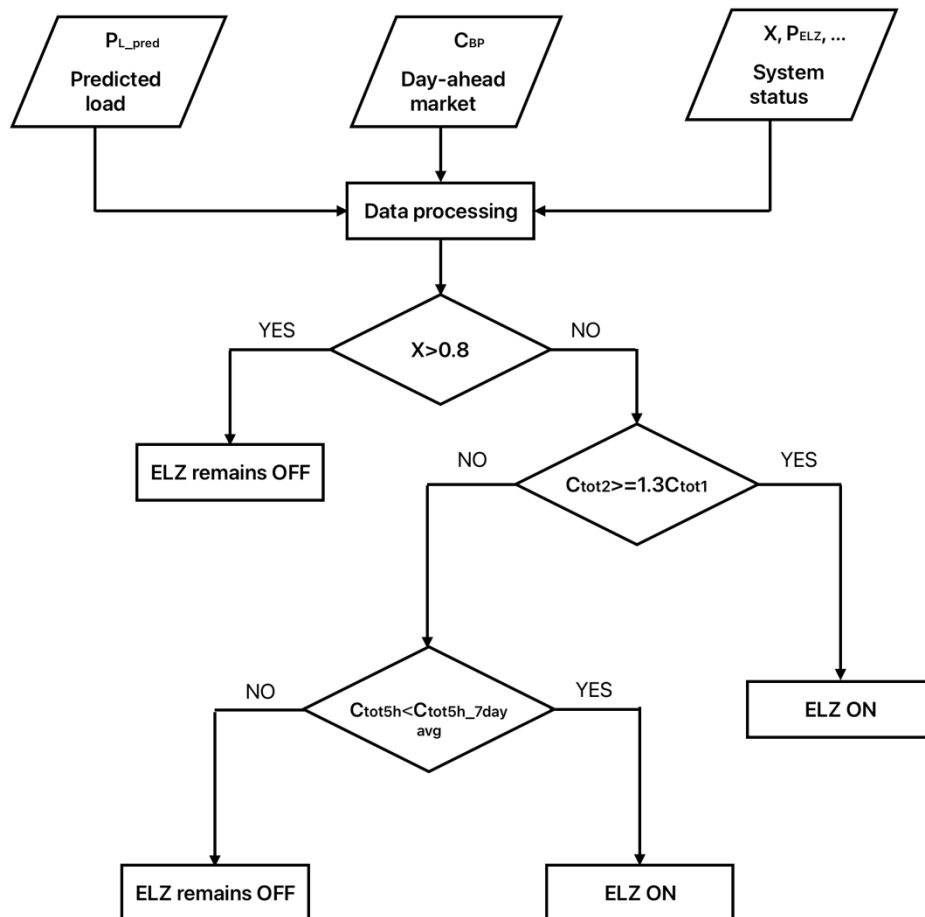 PL_pred
Predicted
load
CBP
Day-ahead
market
X, PELZ, ...
System
status
Data processing
YES
NO
X>0.8
ELZ remains OFF
NO
YES
Ctot2>=1.3Ctot1
NO
YES
Ctot5h<Ctot5h_7day
avg
ELZ ON
ELZ remains OFF
ELZ ON